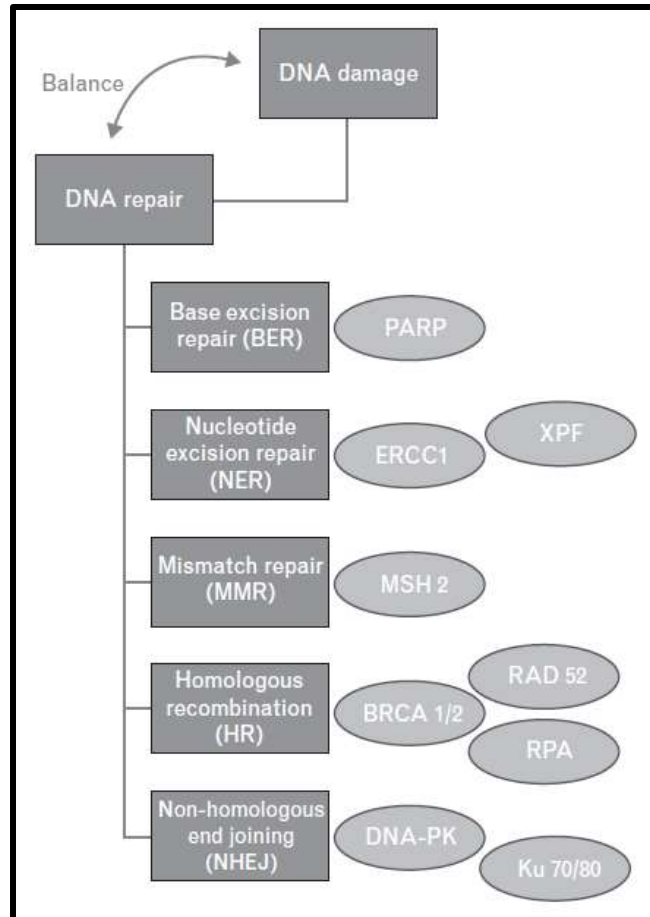 DNA damage
Balance
DNA repair
Base excision
repair (BER)
PARP
Nucleotide
excision repair
(NER)
ERCC1
XPF
Mismatch repair
(MMR)
MSH 2
Homologous
recombination
(HR)
BRCA 1/2
RAD 52
RPA
Non-homologous
end joining
(NHEJ)
DNA-PK
Ku 70/80